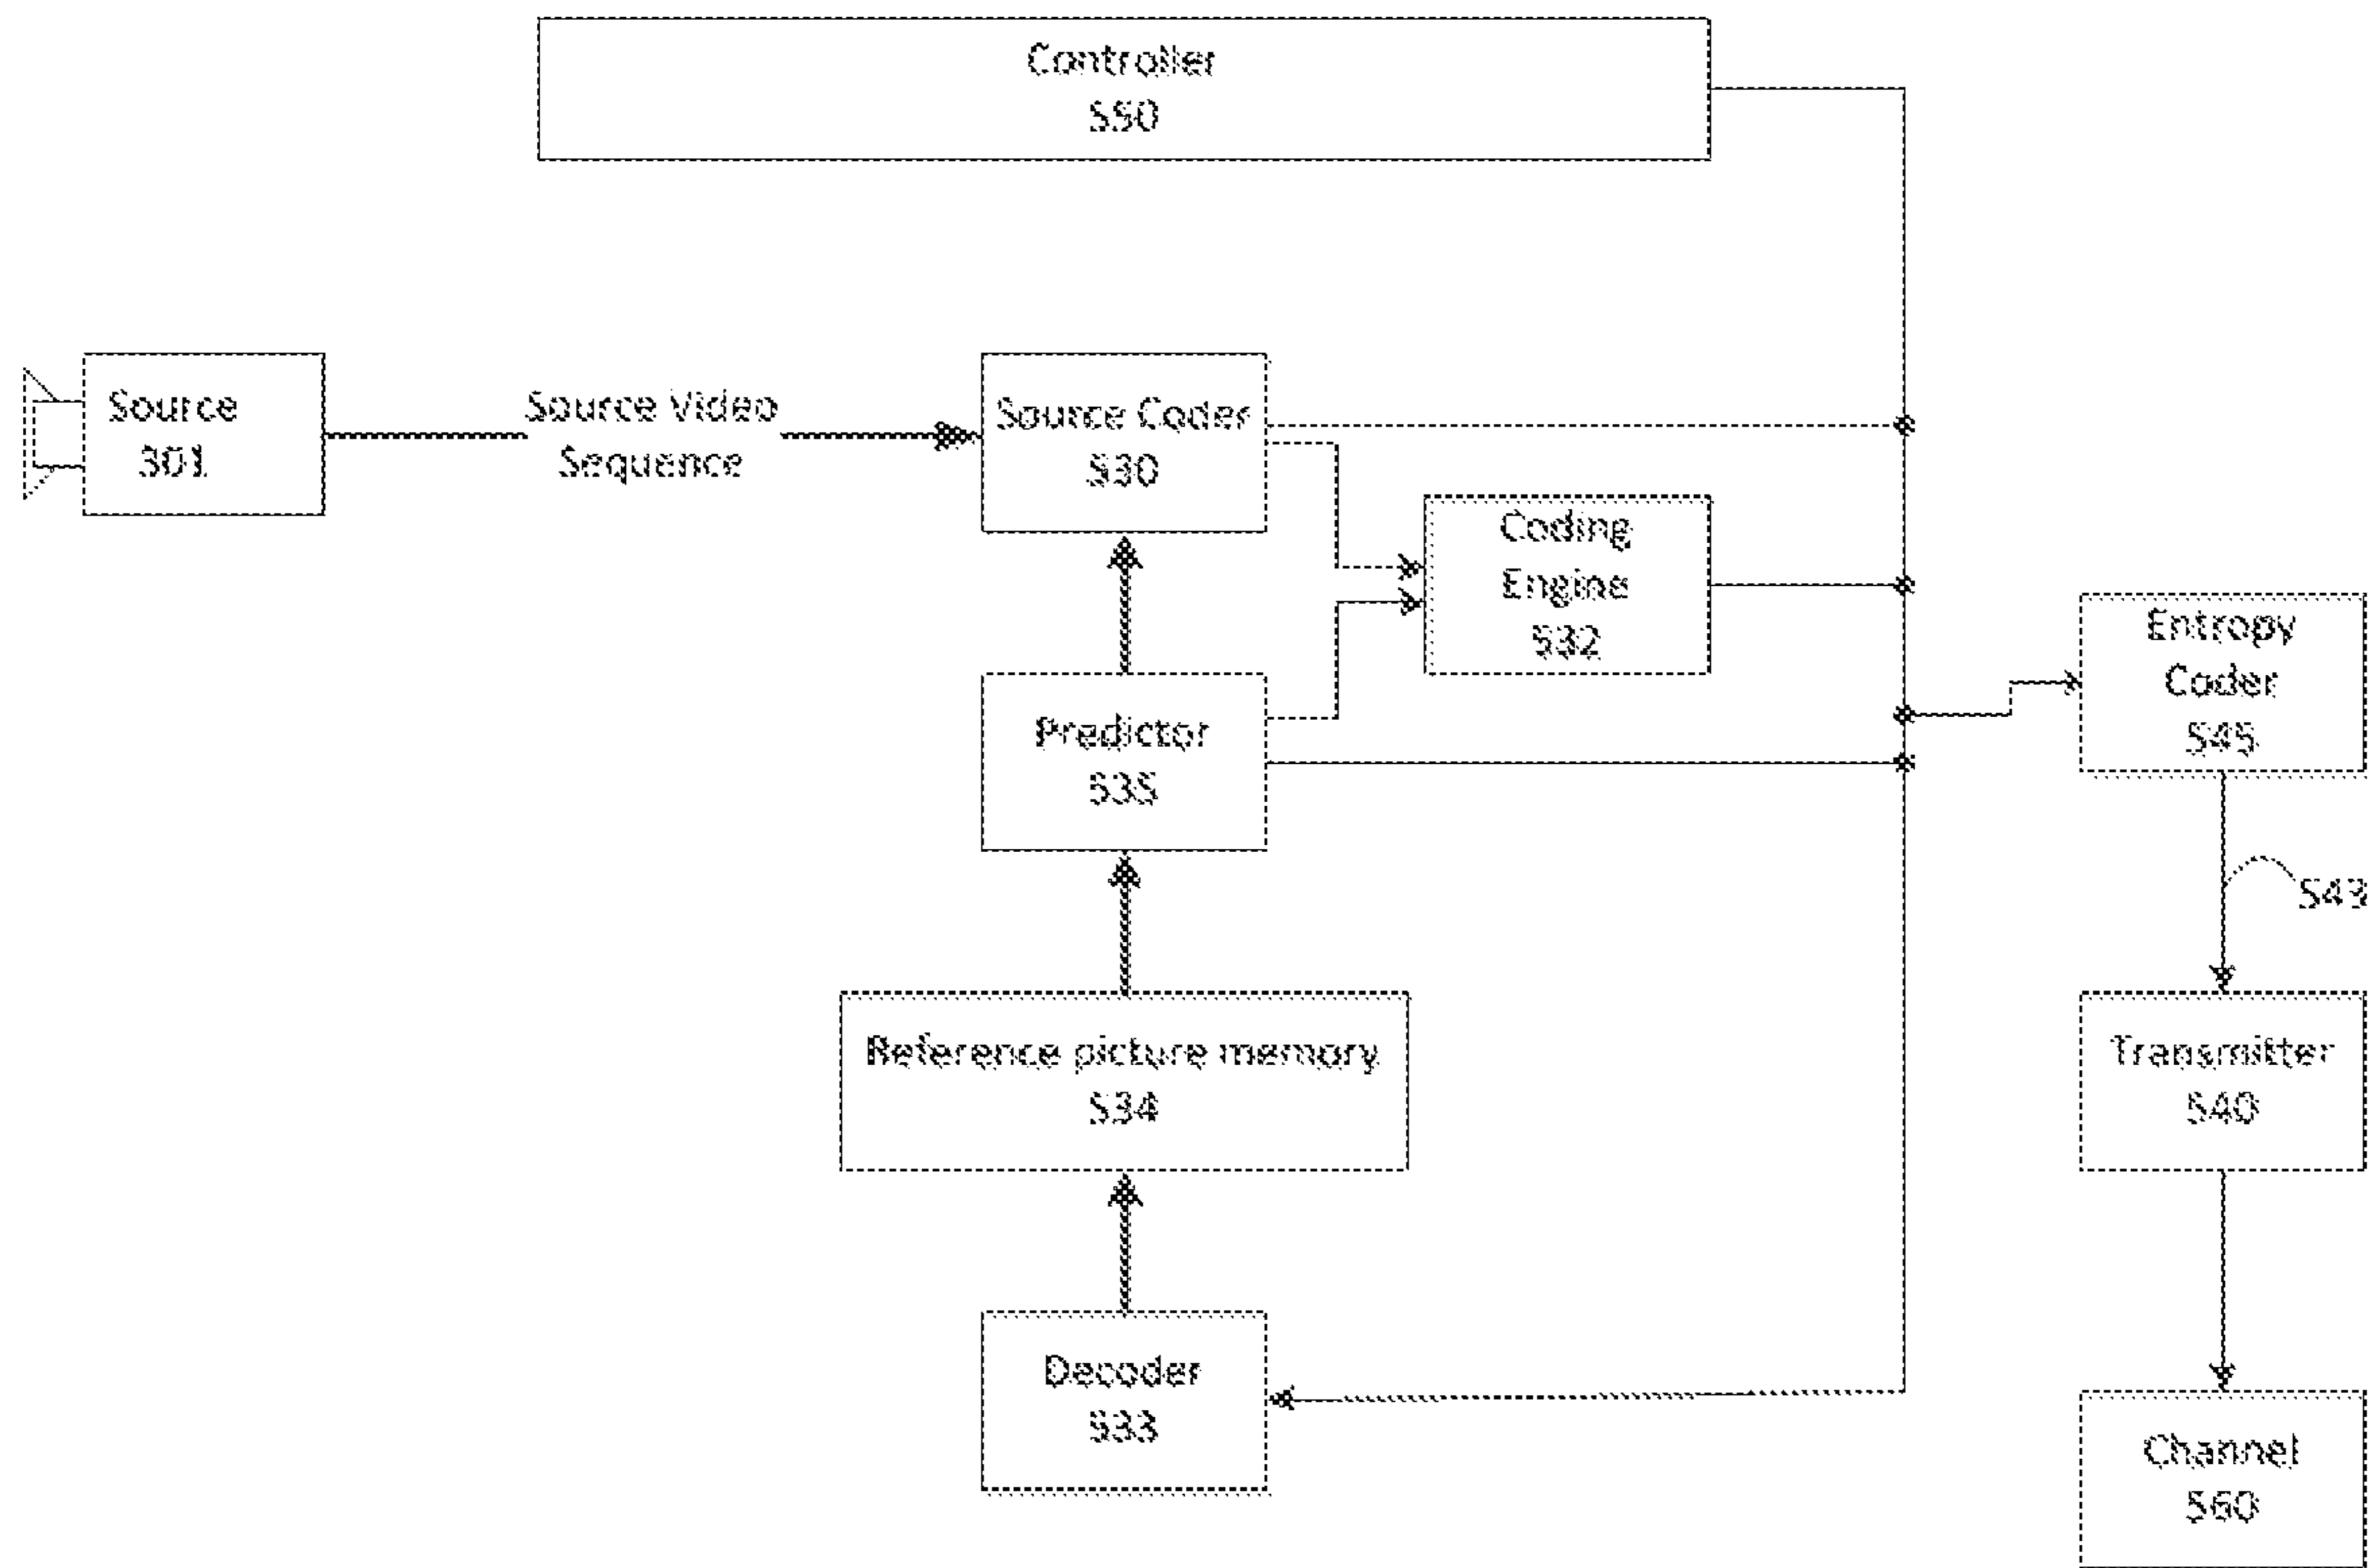 Controller
550
Source
301
Source Video
Sequence
Source Coder
530
Coding
Engine
532
Entropy
Coder
545
Predictor
535
543
Reference picture memory
534
Transmitter
540
Decoder
533
Channel
560